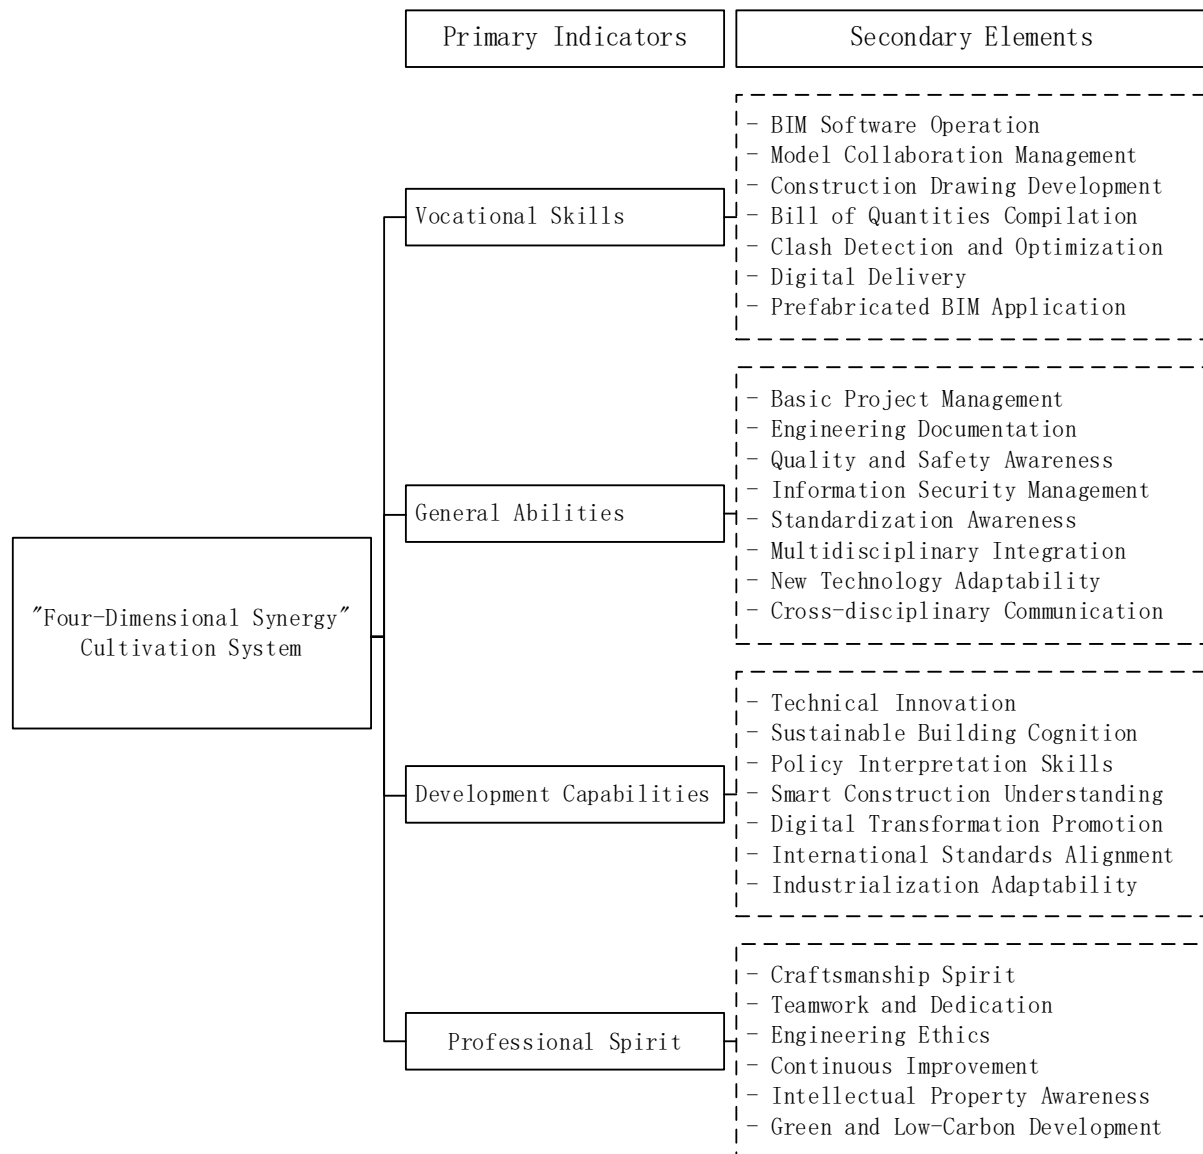 Primary Indicators
Secondary Elements
"Four-Dimensional Synergy"
Cultivation System
Vocational Skills
- BIM Software Operation
- Model Collaboration Management
- Construction Drawing Development
- Bill of Quantities Compilation
- Clash Detection and Optimization
- Digital Delivery
- Prefabricated BIM Application
General Abilities
- Basic Project Management
- Engineering Documentation
- Quality and Safety Awareness
- Information Security Management
- Standardization Awareness
- Multidisciplinary Integration
- New Technology Adaptability
- Cross-disciplinary Communication
Development Capabilities
- Technical Innovation
- Sustainable Building Cognition
- Policy Interpretation Skills
- Smart Construction Understanding
- Digital Transformation Promotion
- International Standards Alignment
- Industrialization Adaptability
Professional Spirit
- Craftsmanship Spirit
- Teamwork and Dedication
- Engineering Ethics
- Continuous Improvement
- Intellectual Property Awareness
- Green and Low-Carbon Development